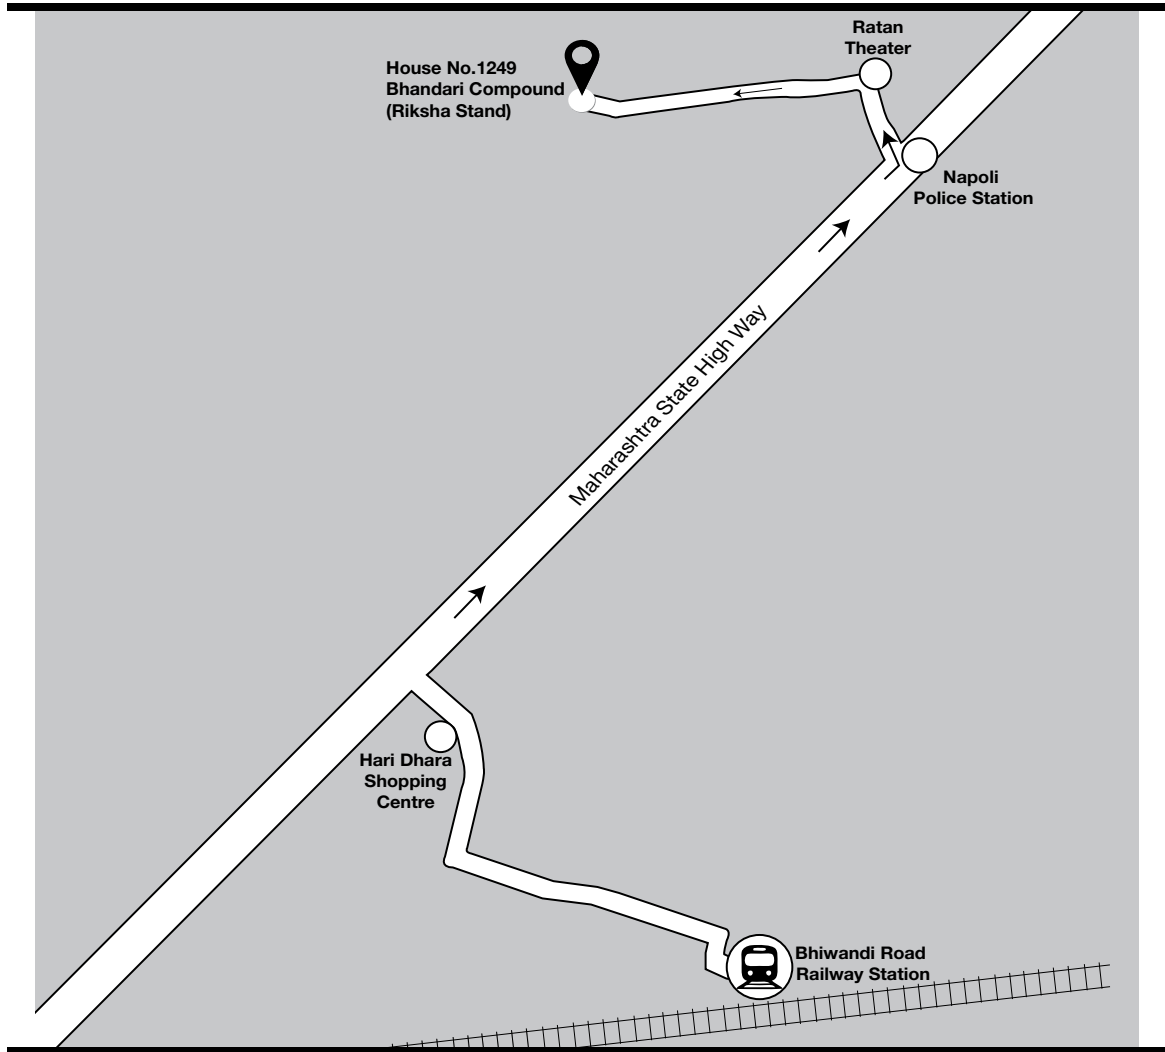 Ratan
Theater
House No.1249
Bhandari Compound
(Riksha Stand)
Napoli
Police Station
Maharashtra State High Way
Hari Dhara
Shopping
Centre
Bhiwandi Road
Railway Station